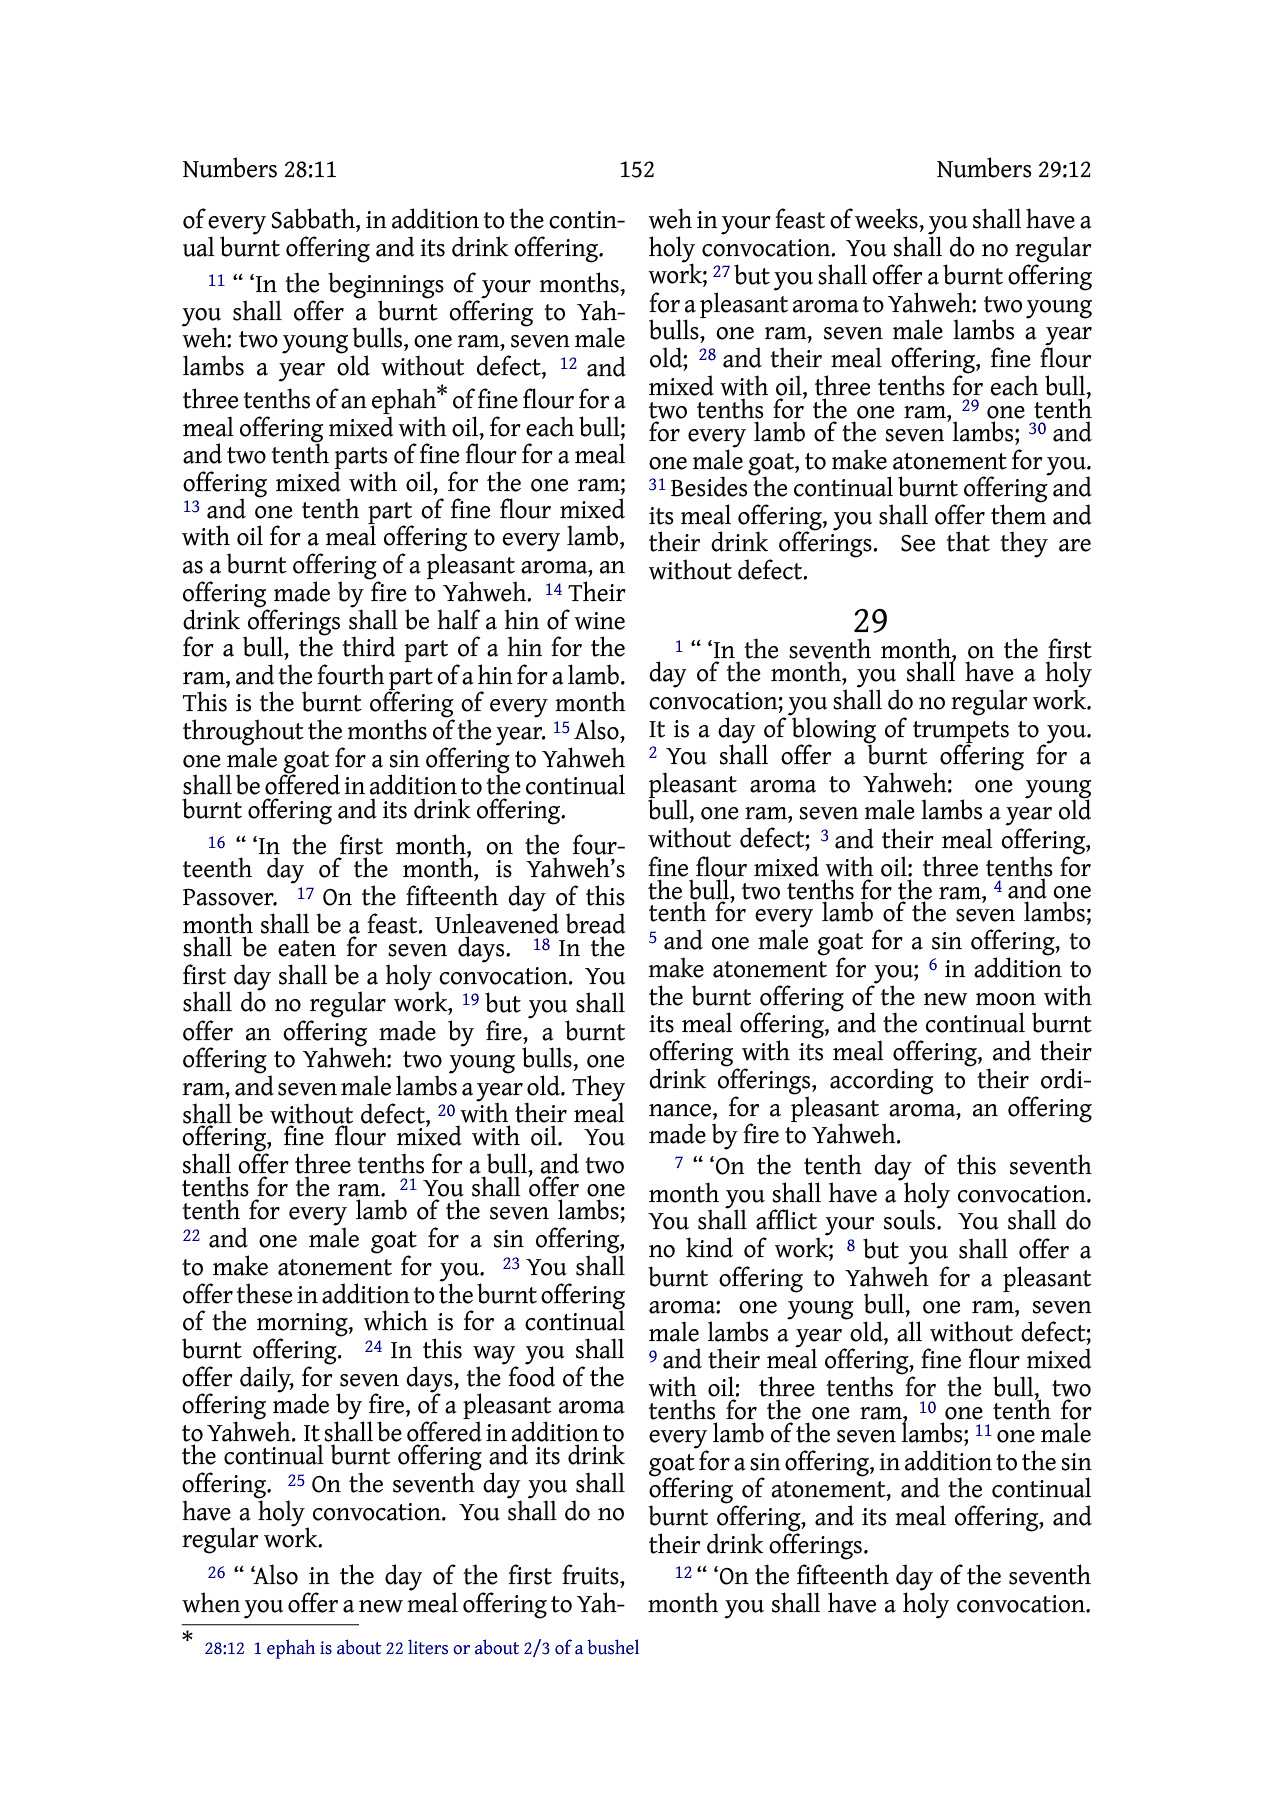 Numbers 28:11 152 Numbers 29:12
of every Sabbath, in addition to the contin-
ual burnt offering and its drink offering.
11 “ ‘In the beginnings of your months,
you shall offer a burnt offering to Yah-
weh: two young bulls, one ram, seven male
lambs a year old without defect, 12 and
three tenths of an ephah* of fine flour for a
meal offering mixed with oil, for each bull;
and two tenth parts of fine flour for a meal
offering mixed with oil, for the one ram;
13 and one tenth part of fine flour mixed
with oil for a meal offering to every lamb,
as a burnt offering of a pleasant aroma, an
offering made by fire to Yahweh. 14 Their
drink offerings shall be half a hin of wine
for a bull, the third part of a hin for the
ram, and the fourth part of a hin for a lamb.
This is the burnt offering of every month
throughout the months of the year. 15 Also,
one male goat for a sin offering to Yahweh
shall be offered in addition to the continual
burnt offering and its drink offering.
16 “ ‘In the first month, on the four-
teenth day of the month, is Yahweh’s
Passover. 17 On the fifteenth day of this
month shall be a feast. Unleavened bread
shall be eaten for seven days. 18 In the
first day shall be a holy convocation. You
shall do no regular work, 19 but you shall
offer an offering made by fire, a burnt
offering to Yahweh: two young bulls, one
ram, and seven male lambs a year old. They
shall be without defect, 20 with their meal
offering, fine flour mixed with oil. You
shall offer three tenths for a bull, and two
tenths for the ram. 21 You shall offer one
tenth for every lamb of the seven lambs;
22 and one male goat for a sin offering,
to make atonement for you. 23 You shall
offer these in addition to the burnt offering
of the morning, which is for a continual
burnt offering. 24 In this way you shall
offer daily, for seven days, the food of the
offering made by fire, of a pleasant aroma
to Yahweh. It shall be offered in addition to
the continual burnt offering and its drink
offering. 25 On the seventh day you shall
have a holy convocation. You shall do no
regular work.
26 “ ‘Also in the day of the first fruits,
when you offer a new meal offering to Yah-
weh in your feast of weeks, you shall have a
holy convocation. You shall do no regular
work; 27 but you shall offer a burnt offering
for a pleasant aroma to Yahweh: two young
bulls, one ram, seven male lambs a year
old; 28 and their meal offering, fine flour
mixed with oil, three tenths for each bull,
two tenths for the one ram, 29 one tenth
for every lamb of the seven lambs; 30 and
one male goat, to make atonement for you.
31 Besides the continual burnt offering and
its meal offering, you shall offer them and
their drink offerings. See that they are
without defect.
29
1 “ ‘In the seventh month, on the first
day of the month, you shall have a holy
convocation; you shall do no regular work.
It is a day of blowing of trumpets to you.
2 You shall offer a burnt offering for a
pleasant aroma to Yahweh: one young
bull, one ram, seven male lambs a year old
without defect; 3 and their meal offering,
fine flour mixed with oil: three tenths for
the bull, two tenths for the ram, 4 and one
tenth for every lamb of the seven lambs;
5 and one male goat for a sin offering, to
make atonement for you; 6 in addition to
the burnt offering of the new moon with
its meal offering, and the continual burnt
offering with its meal offering, and their
drink offerings, according to their ordi-
nance, for a pleasant aroma, an offering
made by fire to Yahweh.
7 “ ‘On the tenth day of this seventh
month you shall have a holy convocation.
You shall afflict your souls. You shall do
no kind of work; 8 but you shall offer a
burnt offering to Yahweh for a pleasant
aroma: one young bull, one ram, seven
male lambs a year old, all without defect;
9 and their meal offering, fine flour mixed
with oil: three tenths for the bull, two
tenths for the one ram, 10 one tenth for
every lamb of the seven lambs; 11 one male
goat for a sin offering, in addition to the sin
offering of atonement, and the continual
burnt offering, and its meal offering, and
their drink offerings.
12 “ ‘On the fifteenth day of the seventh
month you shall have a holy convocation.
* 28:12 1 ephah is about 22 liters or about 2/3 of a bushel